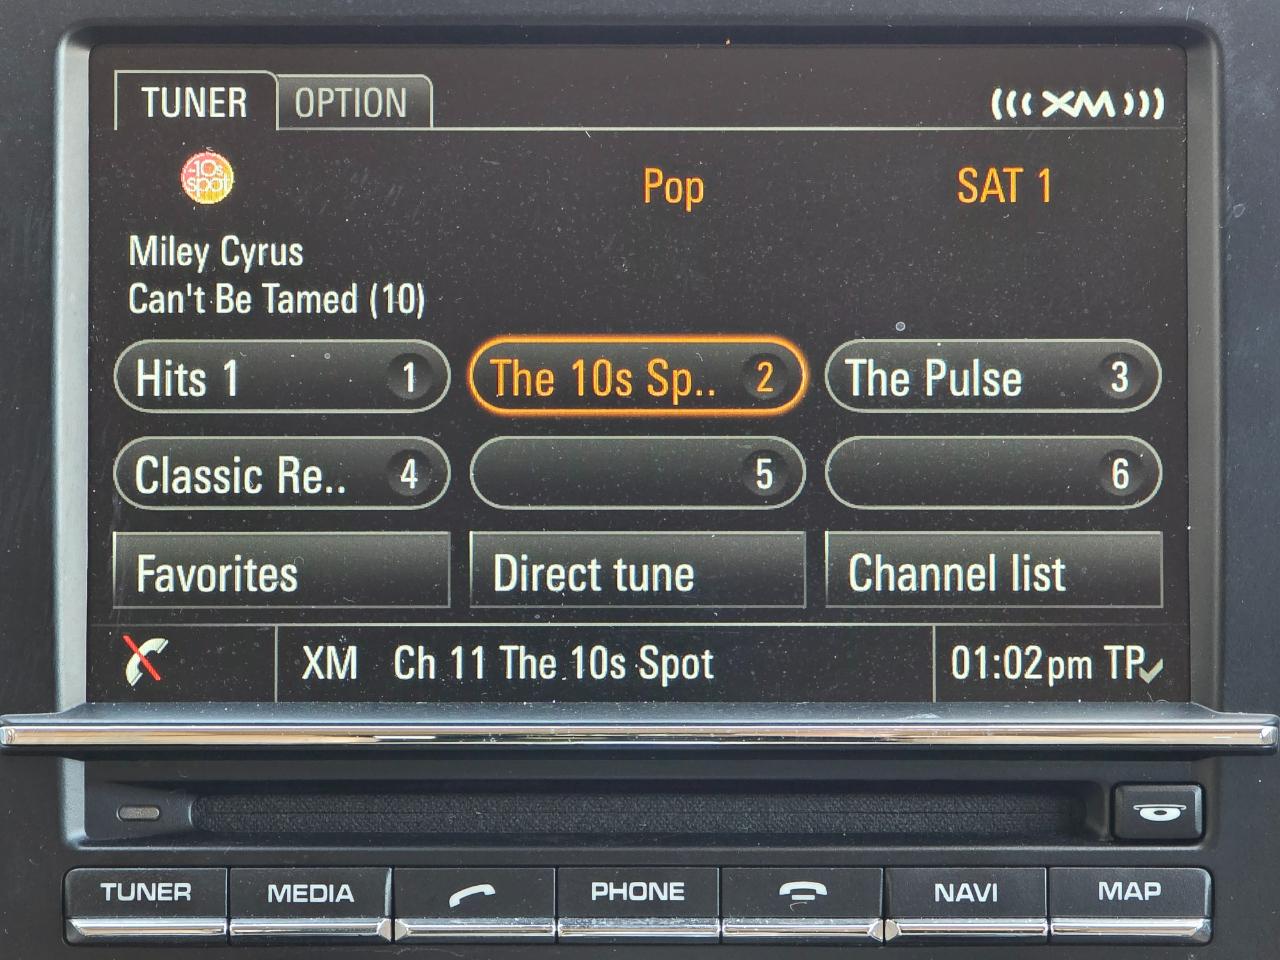 TUNER OPTION XM
-10s spot
Pop SAT 1
Miley Cyrus
Can't Be Tamed (10)
Hits 1 1 The 10s Sp.. 2 The Pulse 3
Classic Re.. 4 5 6
Favorites Direct tune Channel list
XM Ch 11 The 10s Spot 01:02pm TP
TUNER MEDIA PHONE NAVI MAP